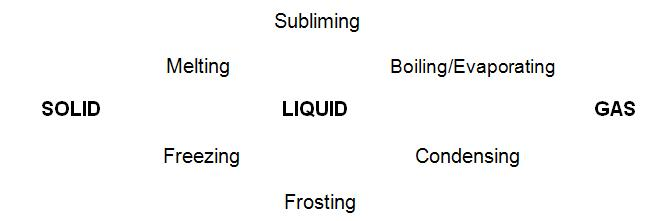 Subliming
Melting Boiling/Evaporating
SOLID LIQUID GAS
Freezing Condensing
Frosting